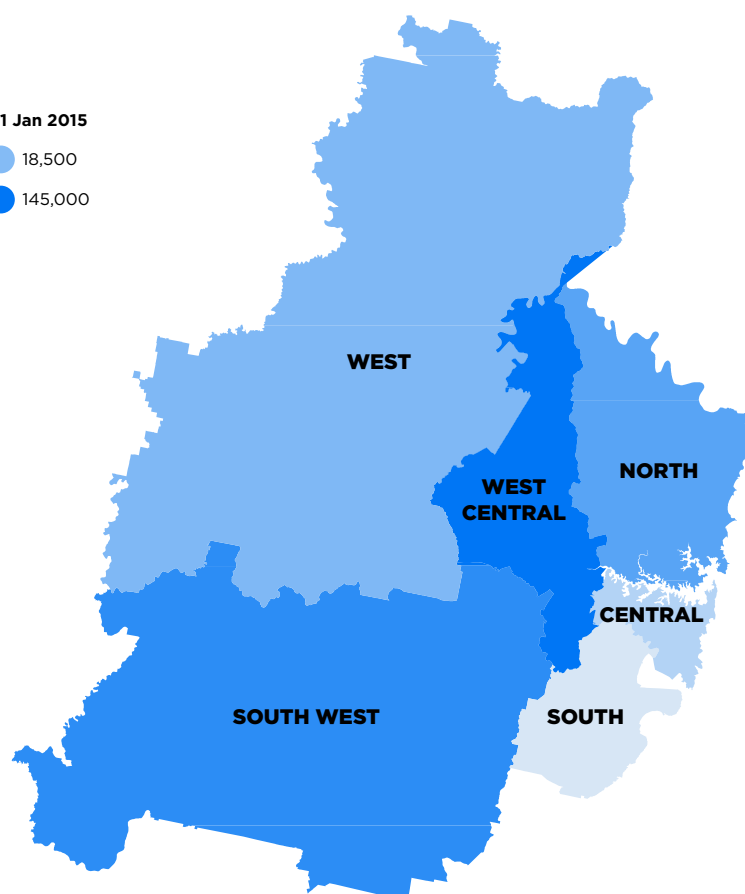 1 Jan 2015
18,500
145,000
WEST
NORTH
WEST
CENTRAL
CENTRAL
SOUTH WEST
SOUTH